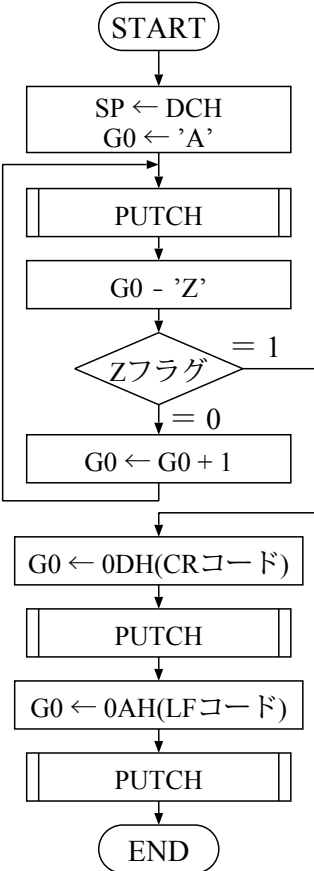 START
SP ← DCH
G0 ← 'A'
PUTCH
G0 - 'Z'
Zフラグ
= 1
= 0
G0 ← G0 + 1
G0 ← 0DH(CRコード)
PUTCH
G0 ← 0AH(LFコード)
PUTCH
END